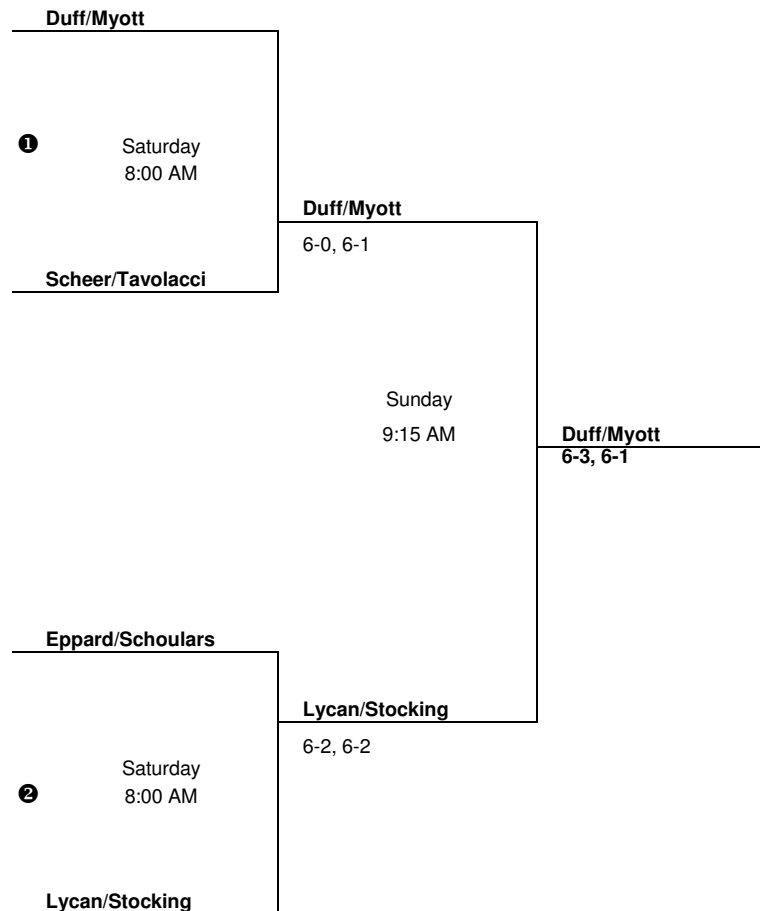 Duff/Myott
❶
Saturday
8:00 AM
Duff/Myott
6-0, 6-1
Scheer/Tavolacci
Sunday
9:15 AM
Duff/Myott
6-3, 6-1
Eppard/Schoulars
Lycan/Stocking
6-2, 6-2
Saturday
❷
8:00 AM
Lycan/Stocking